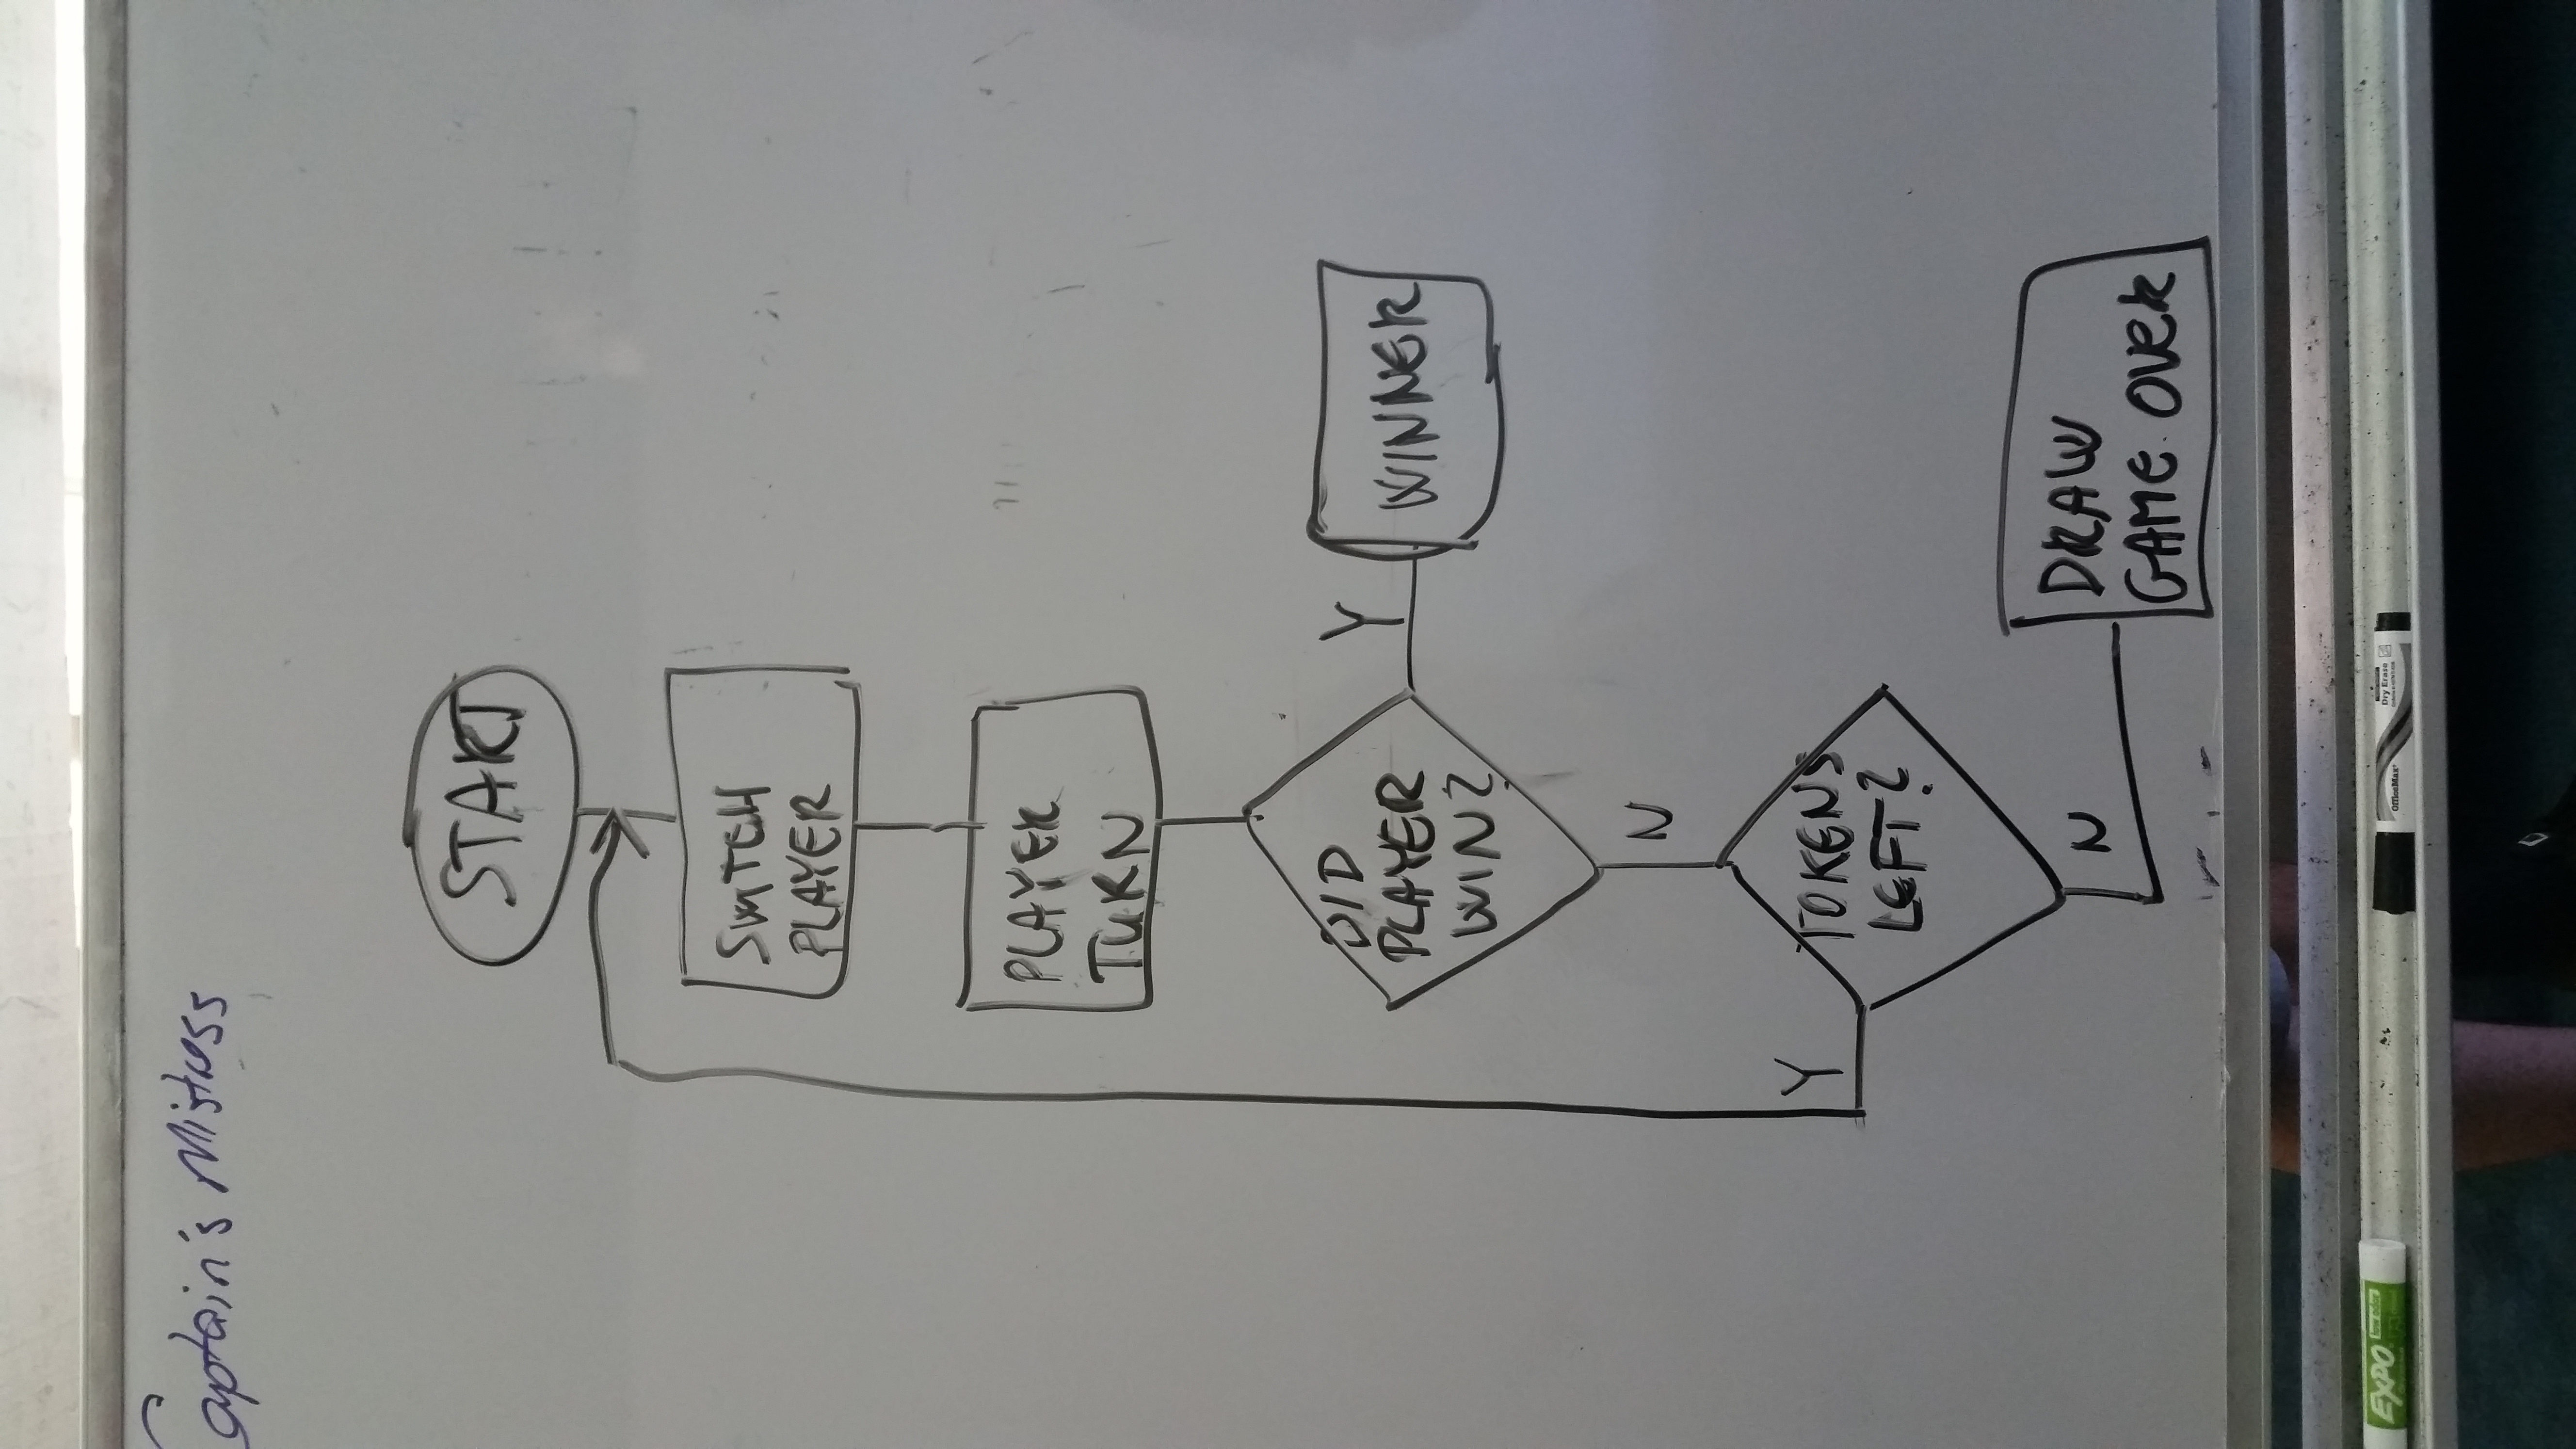 Captain's Mistress
START
SWITCH
PLAYER
PLAYER
TURN
DID
PLAYER
WIN?
Y
WINNER
N
Y
TOKENS
LEFT?
N
DRAW
GAME OVER
EXPO low odor
OfficeMax Dry Erase